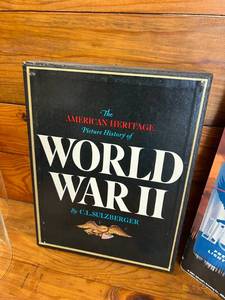 The
AMERICAN HERITAGE
Picture History of
WORLD
WAR II
By C.L. SULZBERGER